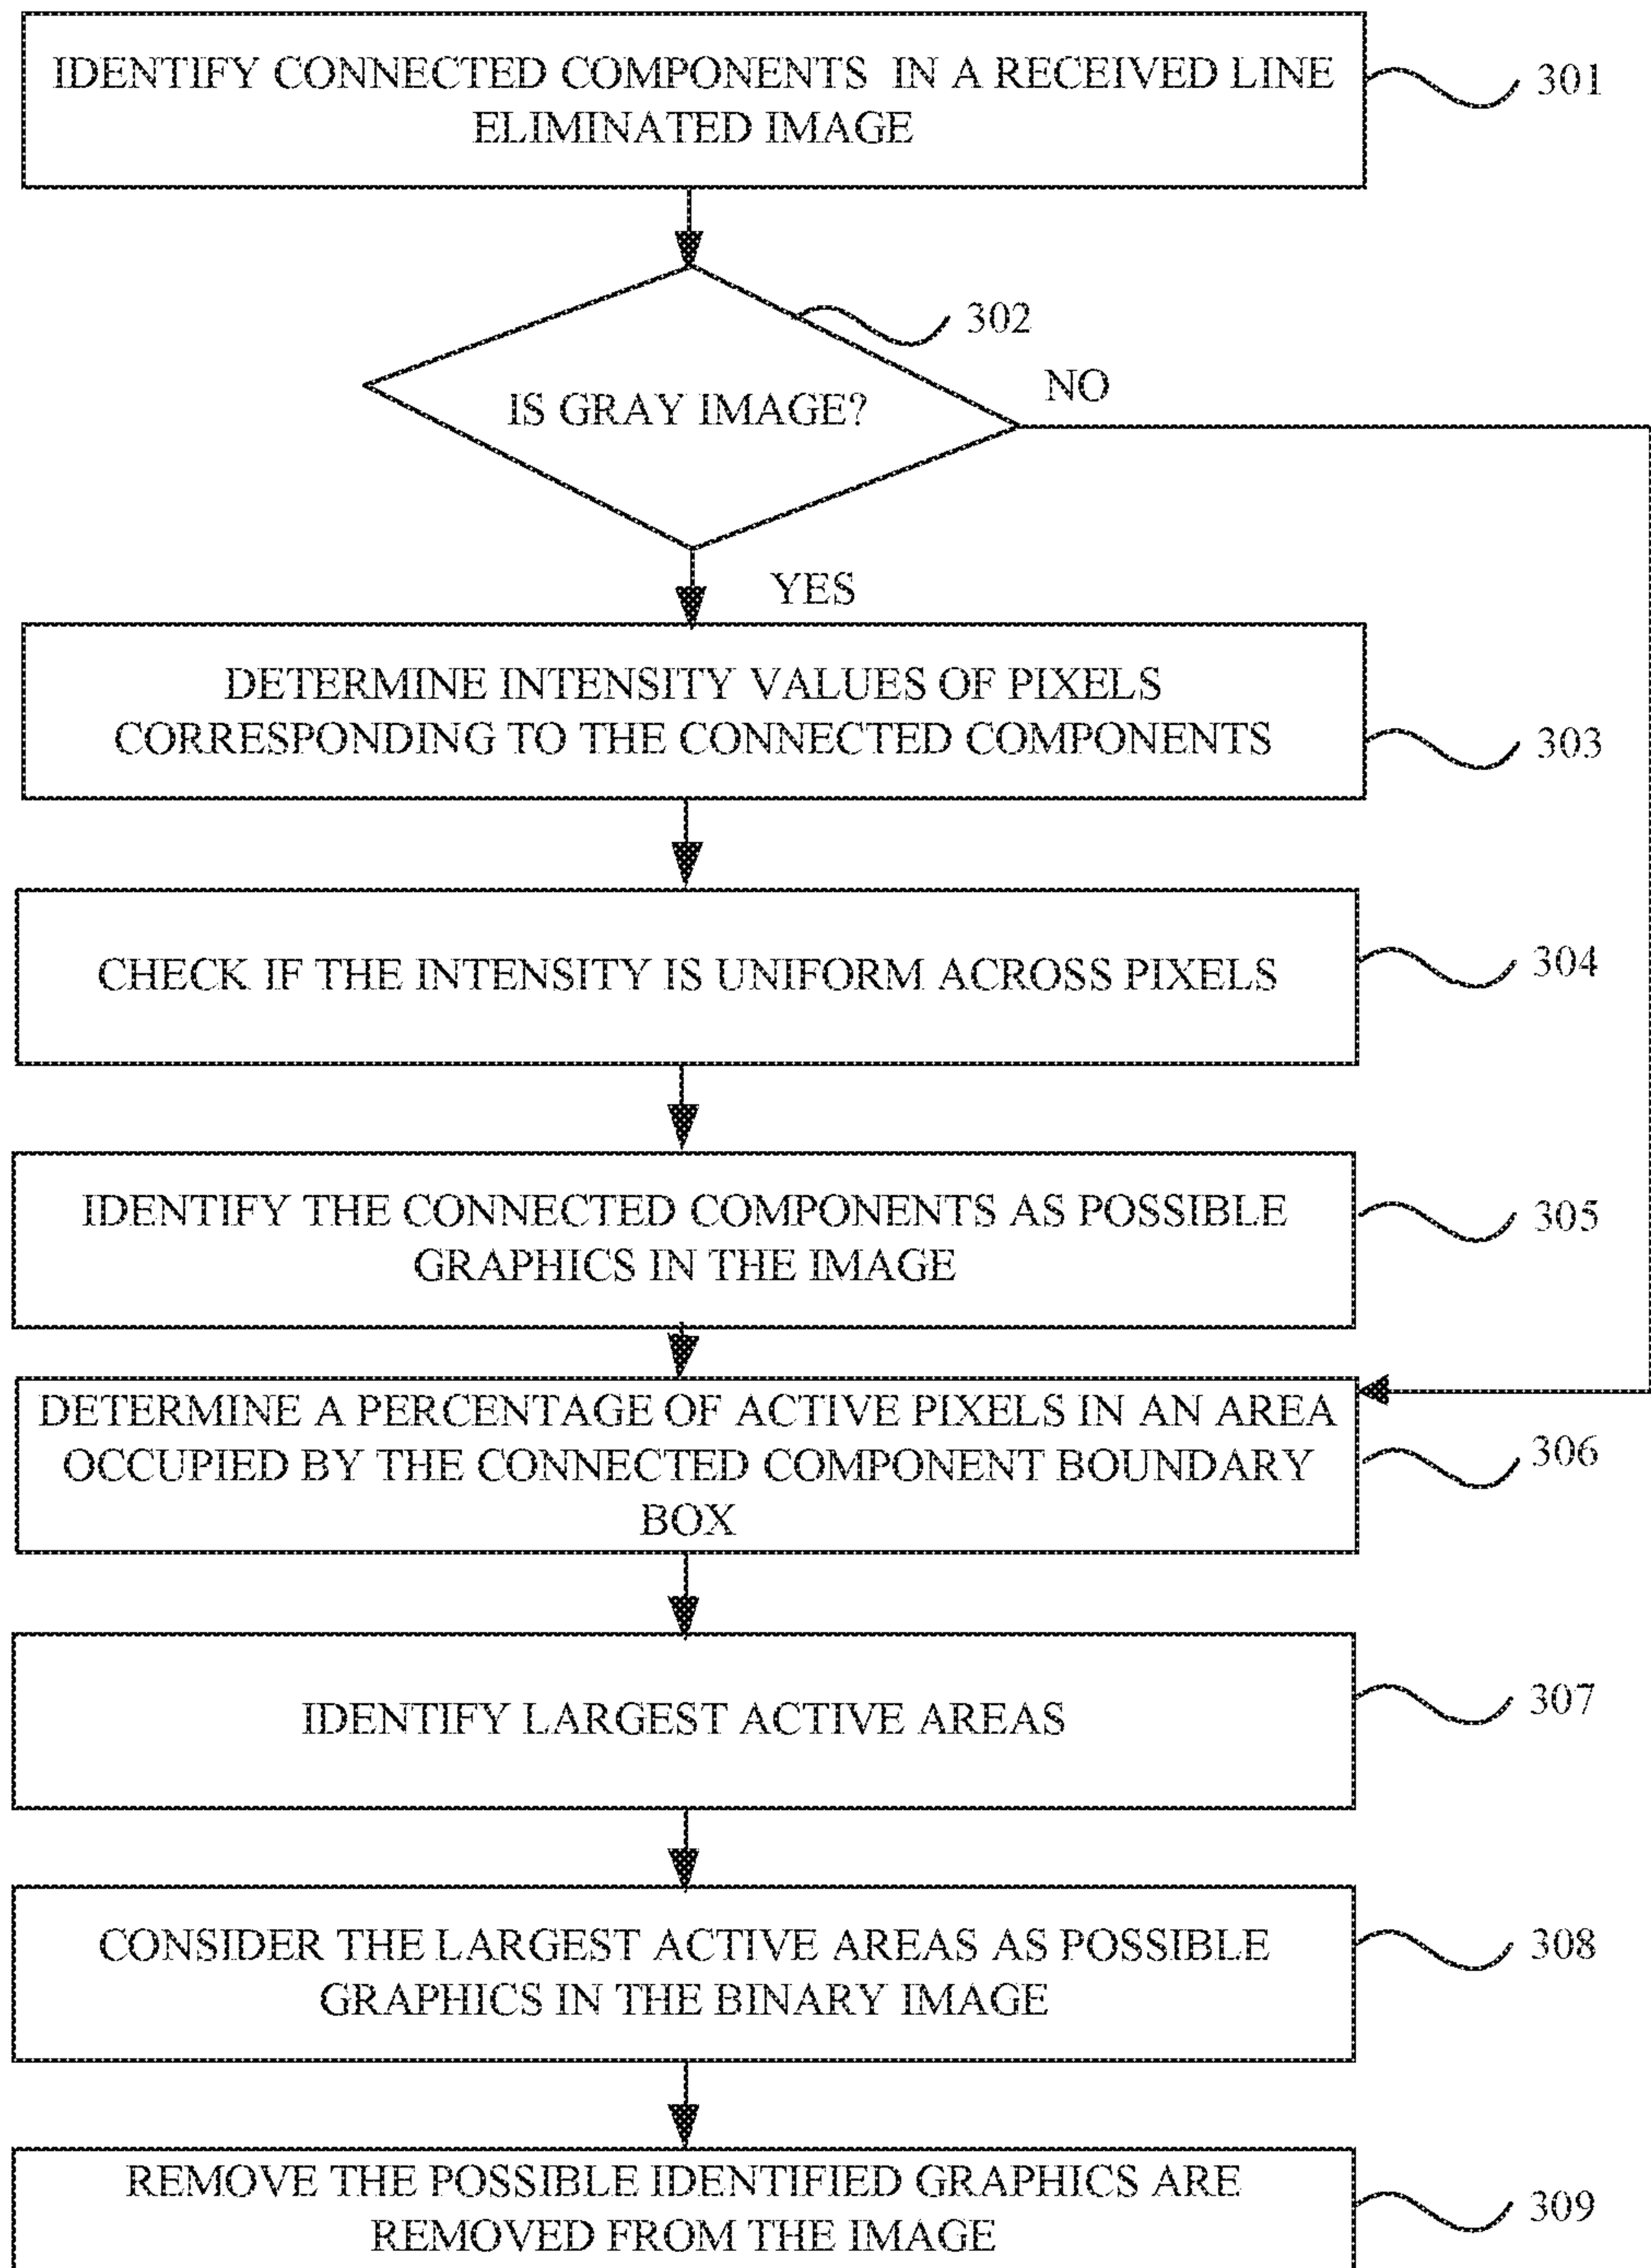 IDENTIFY CONNECTED COMPONENTS IN A RECEIVED LINE
ELIMINATED IMAGE
301
302
IS GRAY IMAGE?
NO
YES
DETERMINE INTENSITY VALUES OF PIXELS
CORRESPONDING TO THE CONNECTED COMPONENTS
303
CHECK IF THE INTENSITY IS UNIFORM ACROSS PIXELS
304
IDENTIFY THE CONNECTED COMPONENTS AS POSSIBLE
GRAPHICS IN THE IMAGE
305
DETERMINE A PERCENTAGE OF ACTIVE PIXELS IN AN AREA
OCCUPIED BY THE CONNECTED COMPONENT BOUNDARY
BOX
306
IDENTIFY LARGEST ACTIVE AREAS
307
CONSIDER THE LARGEST ACTIVE AREAS AS POSSIBLE
GRAPHICS IN THE BINARY IMAGE
308
REMOVE THE POSSIBLE IDENTIFIED GRAPHICS ARE
REMOVED FROM THE IMAGE
309